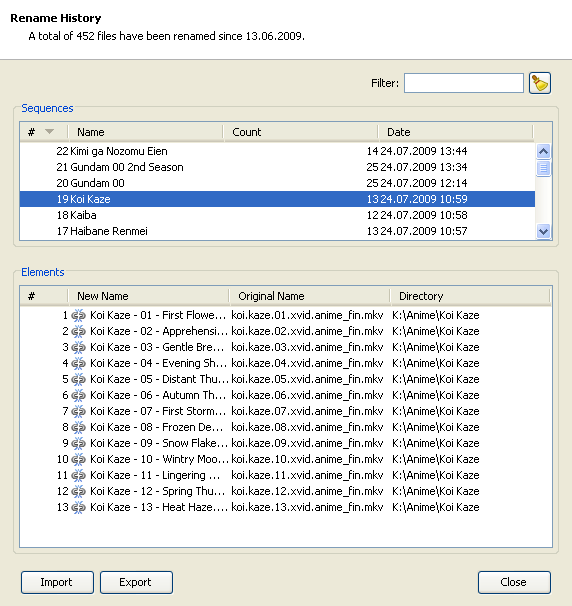 Rename History
A total of 452 files have been renamed since 13.06.2009.
Filter:
Sequences
# Name Count Date
22 Kimi ga Nozomu Eien 14 24.07.2009 13:44
21 Gundam 00 2nd Season 25 24.07.2009 13:34
20 Gundam 00 25 24.07.2009 12:14
19 Koi Kaze 13 24.07.2009 10:59
18 Kaiba 12 24.07.2009 10:58
17 Haibane Renmei 13 24.07.2009 10:57
Elements
# New Name Original Name Directory
1 Koi Kaze - 01 - First Flowe... koi.kaze.01.xvid.anime_fin.mkv K:\Anime\Koi Kaze
2 Koi Kaze - 02 - Apprehensi... koi.kaze.02.xvid.anime_fin.mkv K:\Anime\Koi Kaze
3 Koi Kaze - 03 - Gentle Bre... koi.kaze.03.xvid.anime_fin.mkv K:\Anime\Koi Kaze
4 Koi Kaze - 04 - Evening Sh... koi.kaze.04.xvid.anime_fin.mkv K:\Anime\Koi Kaze
5 Koi Kaze - 05 - Distant Thu... koi.kaze.05.xvid.anime_fin.mkv K:\Anime\Koi Kaze
6 Koi Kaze - 06 - Autumn Th... koi.kaze.06.xvid.anime_fin.mkv K:\Anime\Koi Kaze
7 Koi Kaze - 07 - First Storm... koi.kaze.07.xvid.anime_fin.mkv K:\Anime\Koi Kaze
8 Koi Kaze - 08 - Frozen De... koi.kaze.08.xvid.anime_fin.mkv K:\Anime\Koi Kaze
9 Koi Kaze - 09 - Snow Flake... koi.kaze.09.xvid.anime_fin.mkv K:\Anime\Koi Kaze
10 Koi Kaze - 10 - Wintry Moo... koi.kaze.10.xvid.anime_fin.mkv K:\Anime\Koi Kaze
11 Koi Kaze - 11 - Lingering ... koi.kaze.11.xvid.anime_fin.mkv K:\Anime\Koi Kaze
12 Koi Kaze - 12 - Spring Thu... koi.kaze.12.xvid.anime_fin.mkv K:\Anime\Koi Kaze
13 Koi Kaze - 13 - Heat Haze.... koi.kaze.13.xvid.anime_fin.mkv K:\Anime\Koi Kaze
Import Export Close